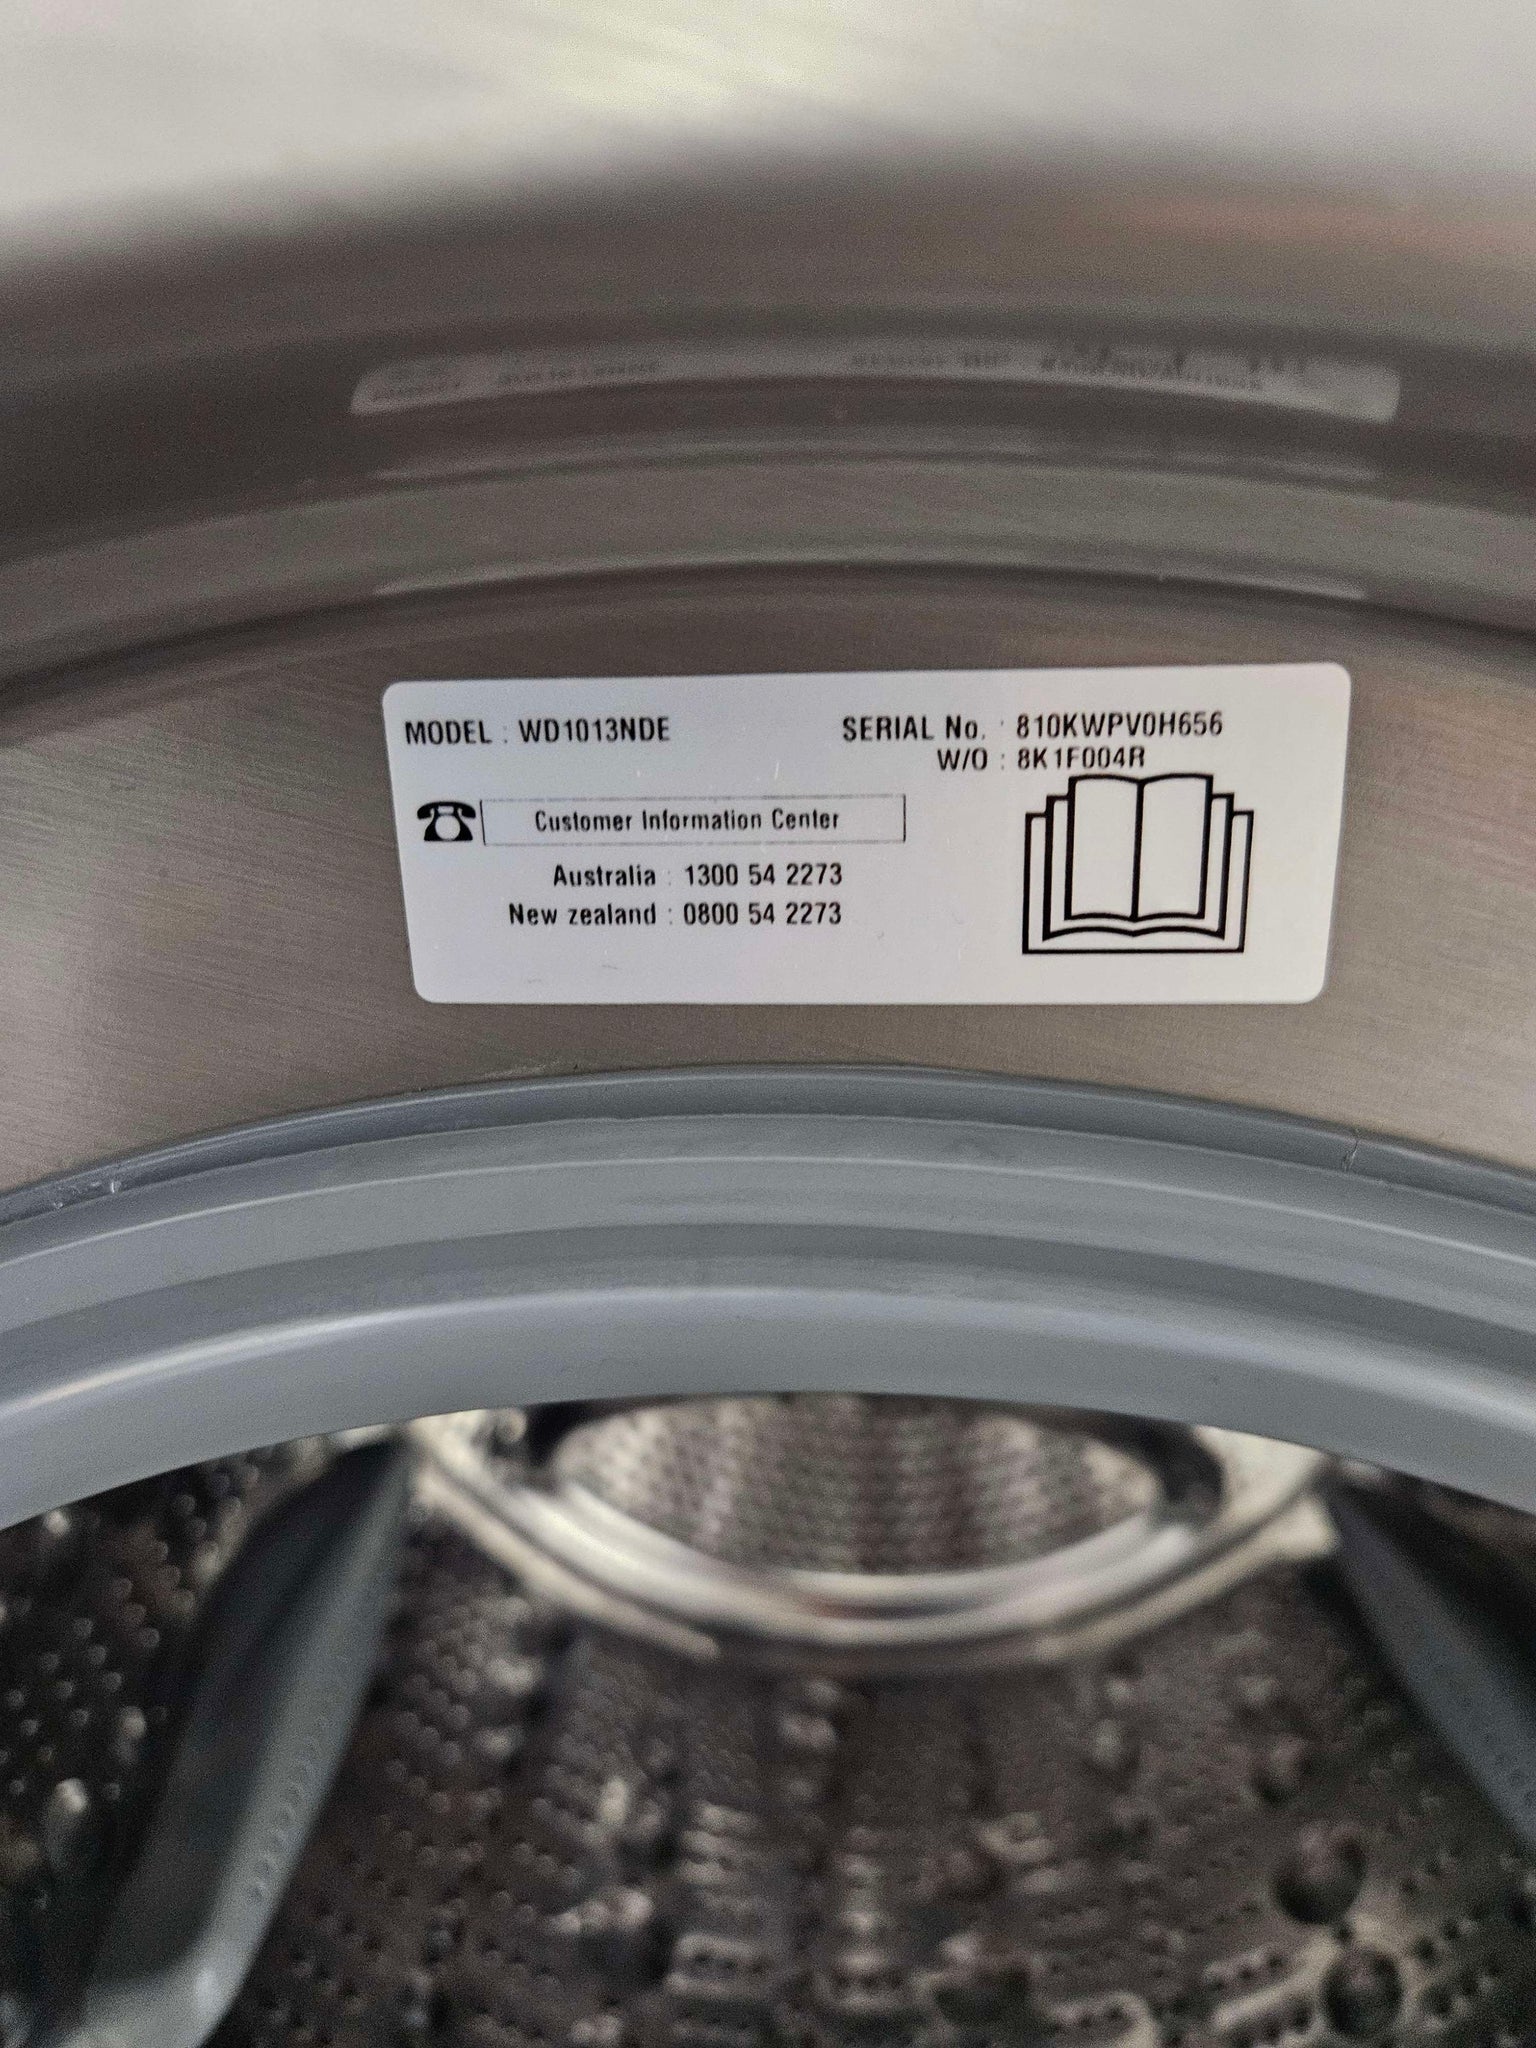 MODEL : WD1013NDE
SERIAL No. : 810KWPV0H656
W/O : 8K1F004R
Customer Information Center
Australia : 1300 54 2273
New zealand : 0800 54 2273